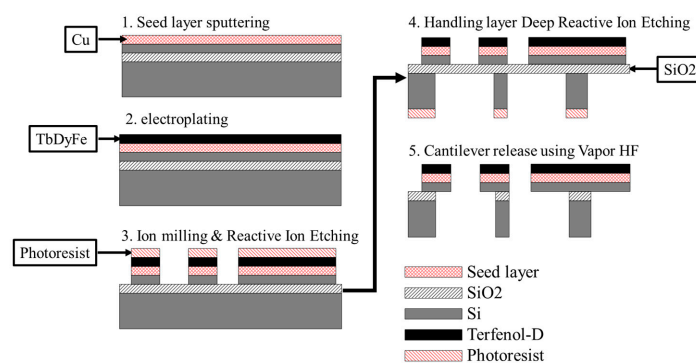 1. Seed layer sputtering
Cu
2. electroplating
TbDyFe
3. Ion milling & Reactive Ion Etching
Photoresist
4. Handling layer Deep Reactive Ion Etching
SiO2
5. Cantilever release using Vapor HF
Seed layer
SiO2
Si
Terfenol-D
Photoresist